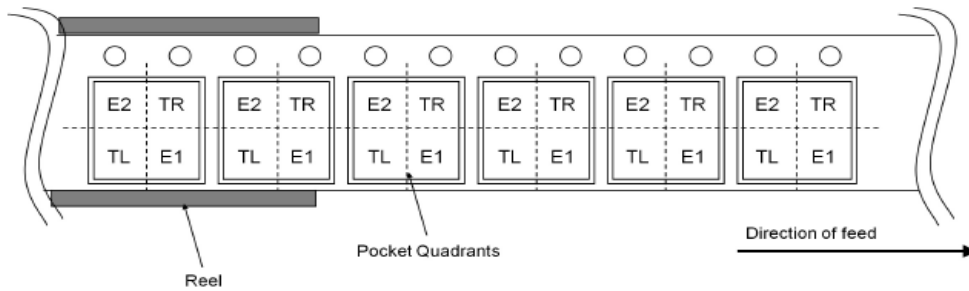 E2 TR E2 TR E2 TR E2 TR E2 TR E2 TR
TL E1 TL E1 TL E1 TL E1 TL E1 TL E1
Direction of feed
Pocket Quadrants
Reel